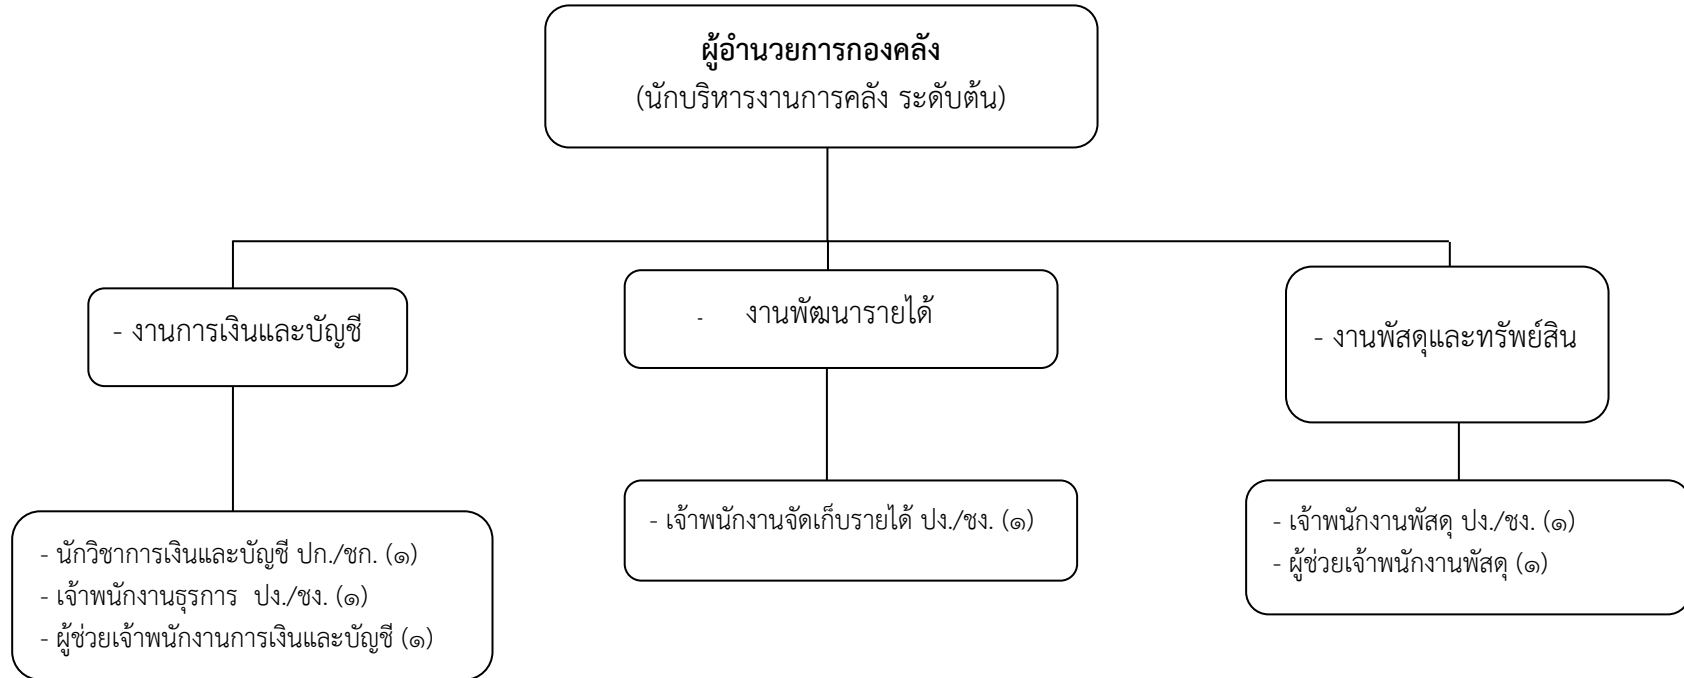 ผู้อำนวยการกองคลัง
(นักบริหารงานการคลัง ระดับต้น)
- งานการเงินและบัญชี
- งานพัฒนารายได้
- งานพัสดุและทรัพย์สิน
- นักวิชาการเงินและบัญชี ปก./ชก. (๑)
- เจ้าพนักงานธุรการ ปง./ชง. (๑)
- ผู้ช่วยเจ้าพนักงานการเงินและบัญชี (๑)
- เจ้าพนักงานจัดเก็บรายได้ ปง./ชง. (๑)
- เจ้าพนักงานพัสดุ ปง./ชง. (๑)
- ผู้ช่วยเจ้าพนักงานพัสดุ (๑)